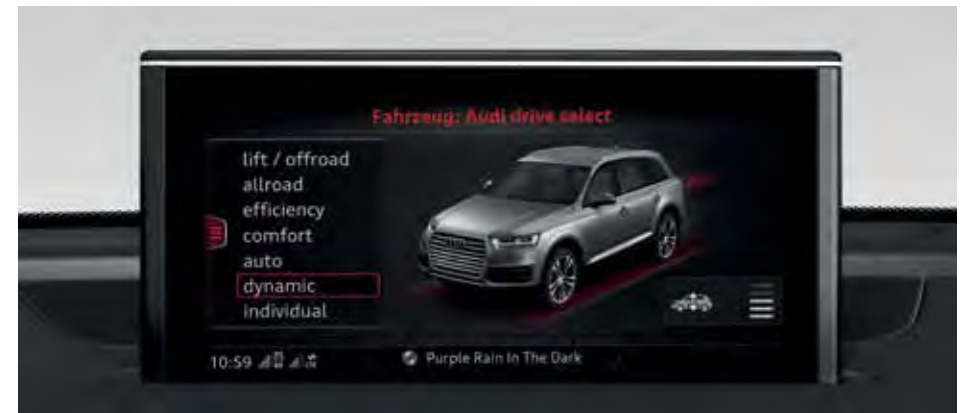 Fahrzeug: Audi drive select
lift / offroad
allroad
efficiency
comfort
auto
dynamic
individual
10:59
Purple Rain In The Dark